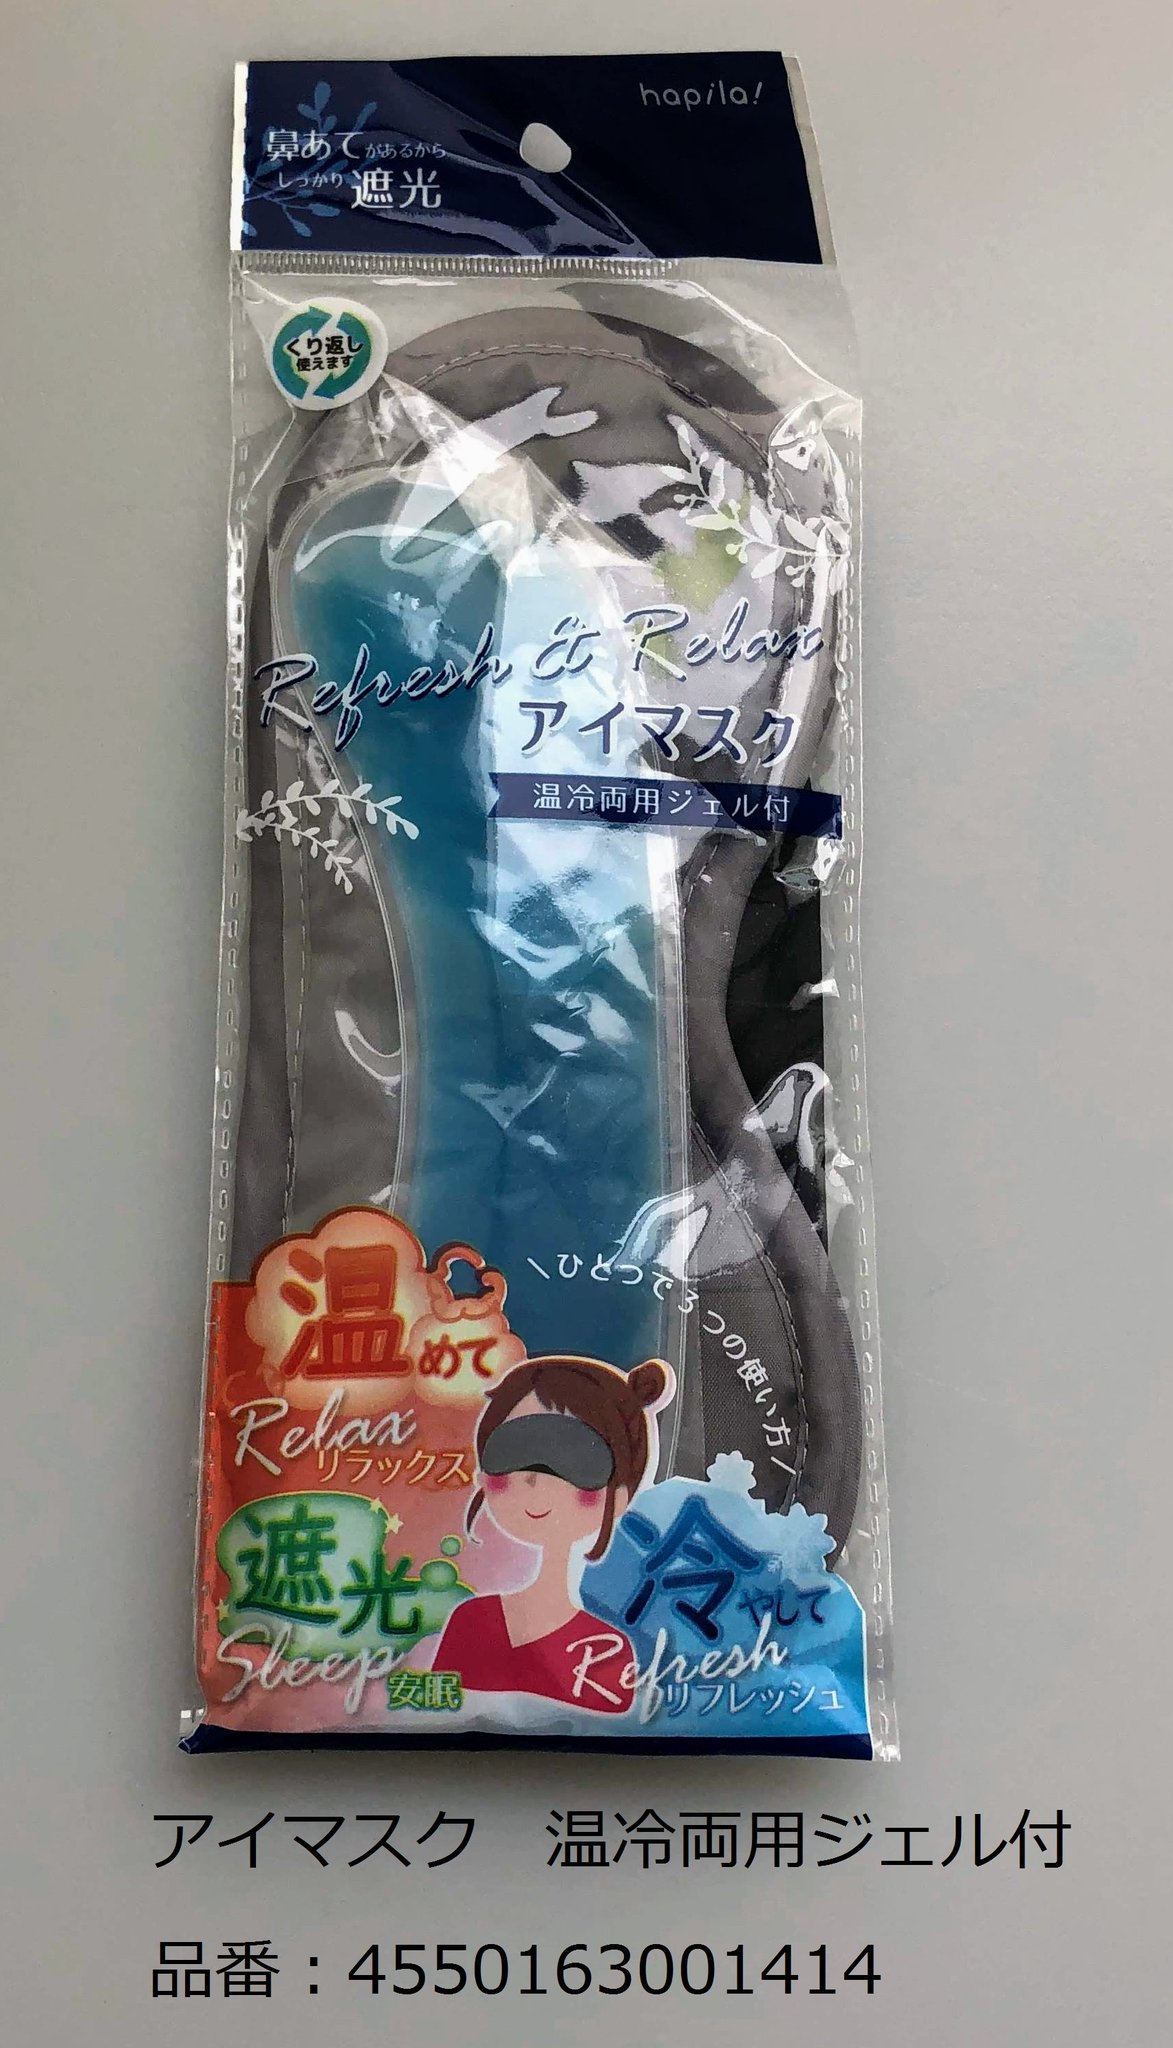 hapila!
鼻あてがあるから
しっかり遮光
くり返し
使えます
Refresh & Relax
アイマスク
温冷両用ジェル付
\ひとつで3つの使い方/
温めて
Relax
リラックス
遮光
Sleep
安眠
冷やして
Refresh
リフレッシュ
アイマスク　温冷両用ジェル付
品番：4550163001414